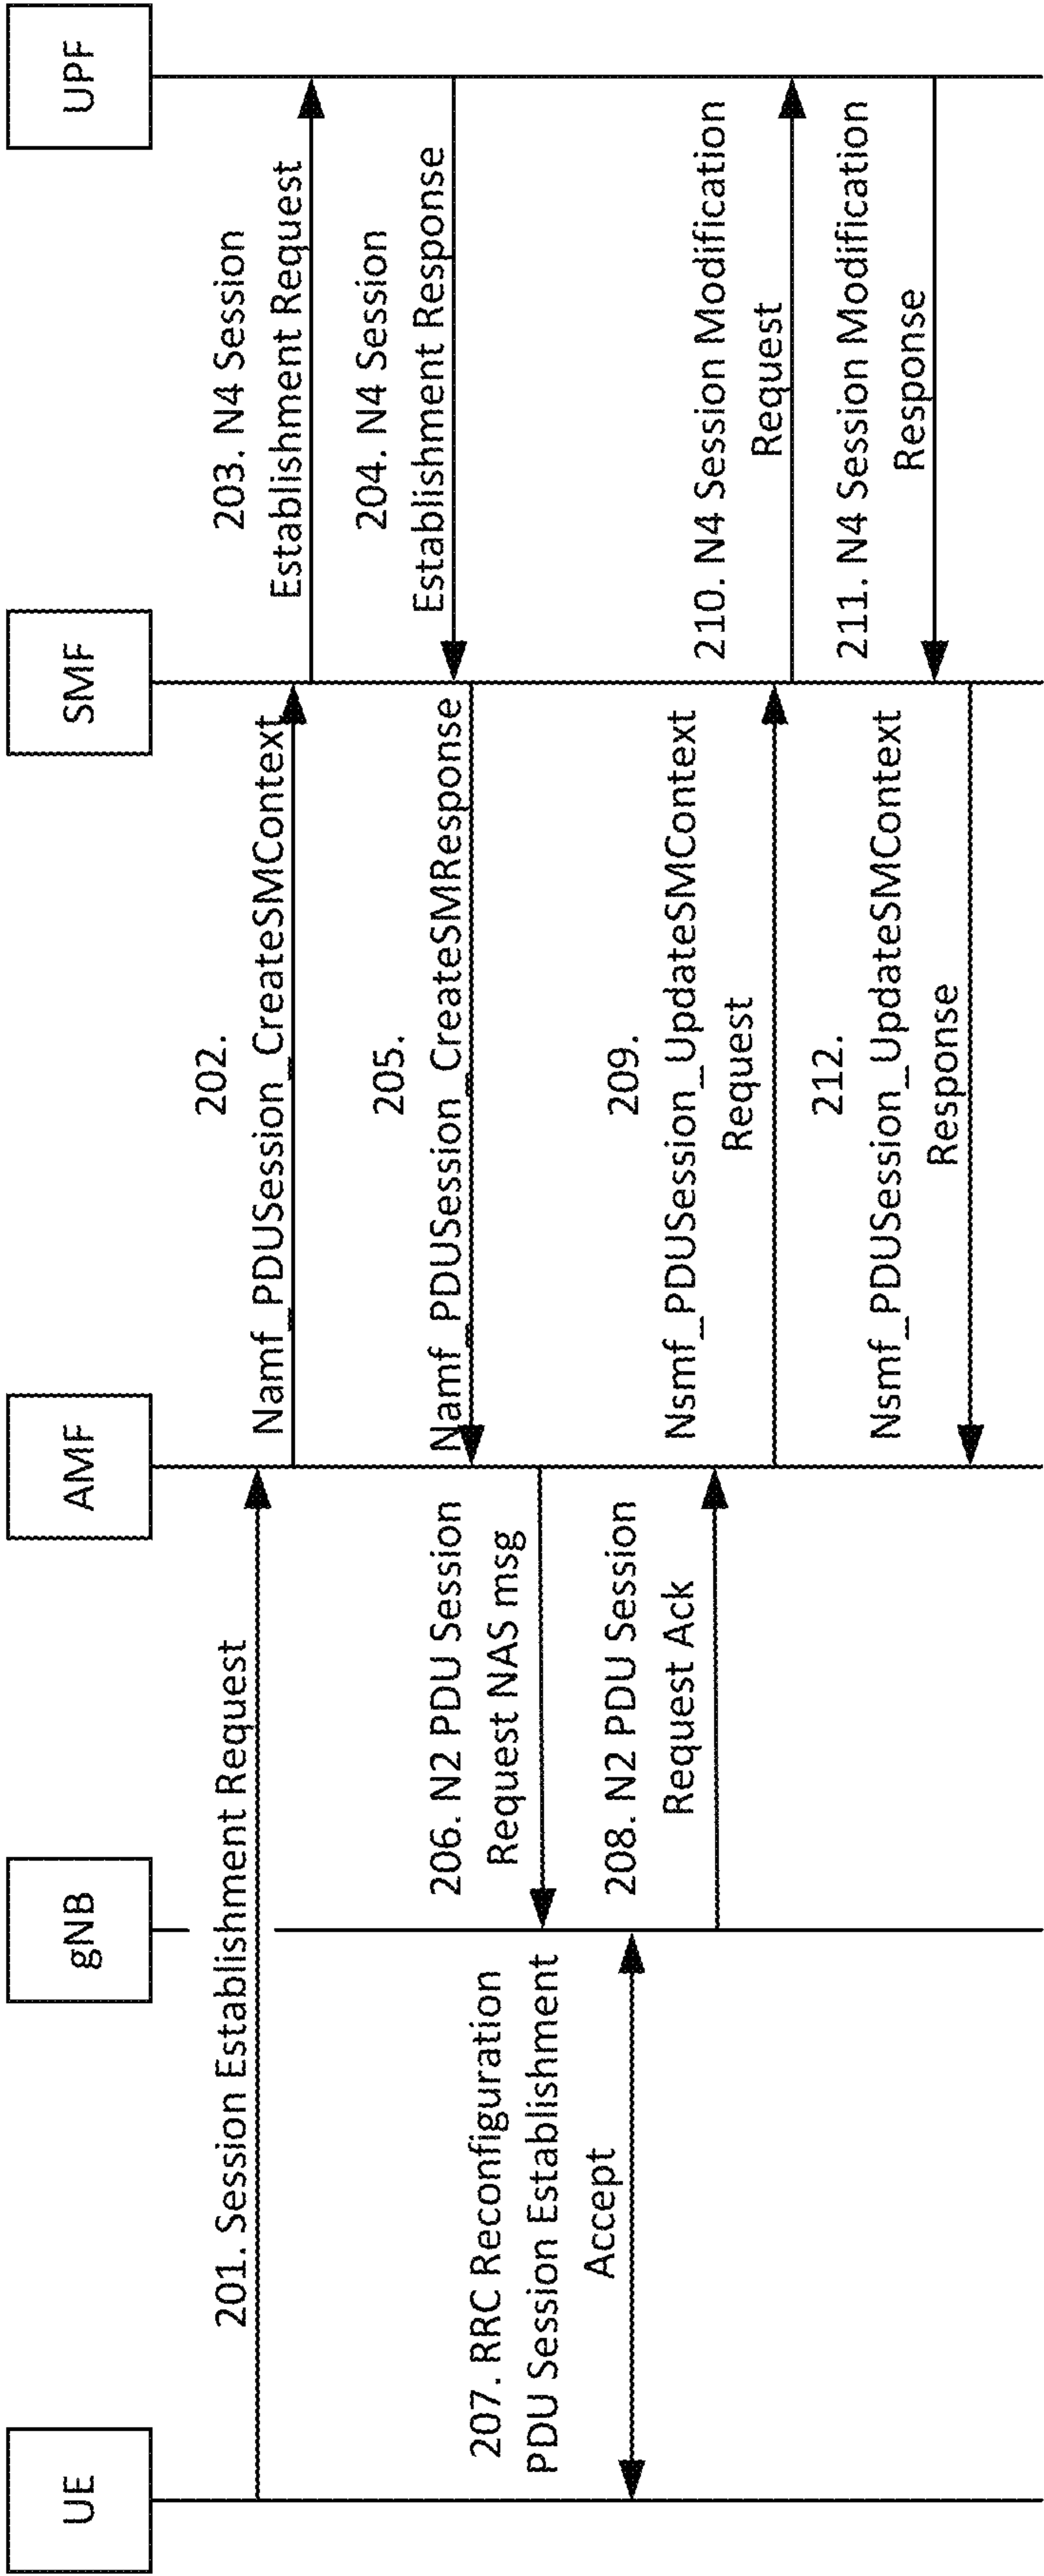 UE
gNB
AMF
SMF
UPF
201. Session Establishment Request
202.
Namf_PDUSession_CreateSMContext
203. N4 Session
Establishment Request
204. N4 Session
Establishment Response
205.
Namf_PDUSession_CreateSMResponse
206. N2 PDU Session
Request NAS msg
207. RRC Reconfiguration
PDU Session Establishment
Accept
208. N2 PDU Session
Request Ack
209.
Nsmf_PDUSession_UpdateSMContext
Request
210. N4 Session Modification
Request
211. N4 Session Modification
Response
212.
Nsmf_PDUSession_UpdateSMContext
Response